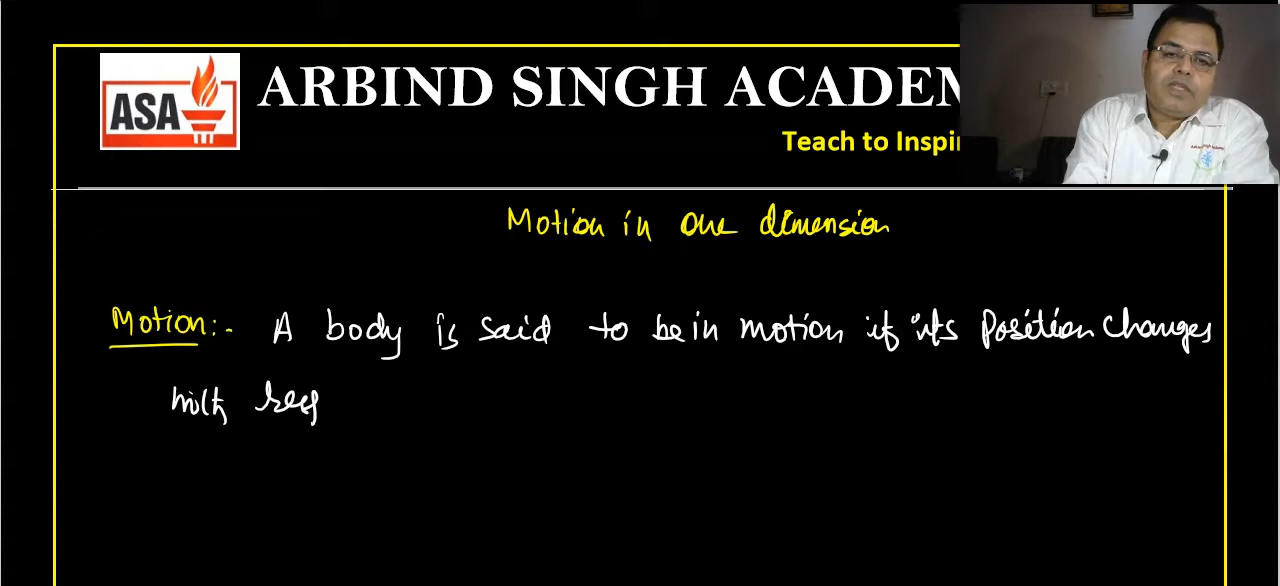 ASA
ARBIND SINGH ACADEM
Teach to Inspir
Motion in one dimension
Motion:- A body is said to be in motion if its Position Changes
with resp